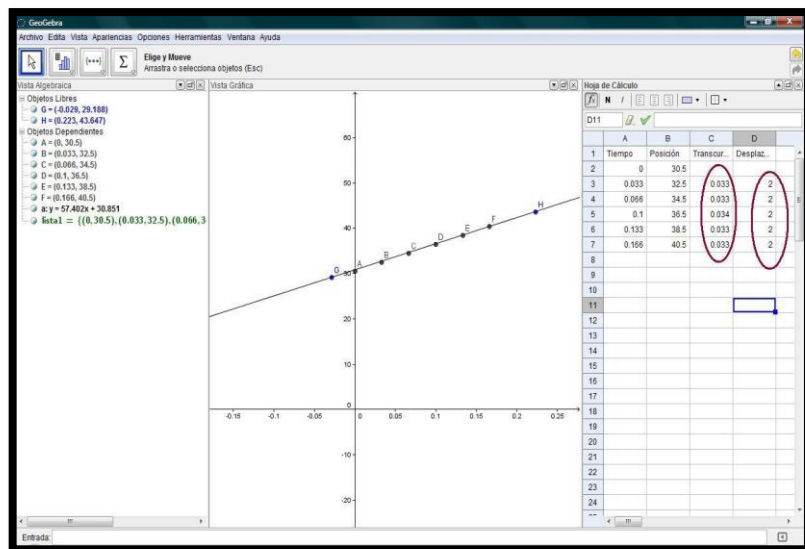 GeoGebra
Archivo Edita Vista Apariencias Opciones Herramientas Ventana Ayuda
Elige y Mueve
Arrastra o selecciona objetos (Esc)
Vista Algebraica
Objetos Libres
G = (-0.029, 29.188)
H = (0.223, 43.647)
Objetos Dependientes
A = (0, 30.5)
B = (0.033, 32.5)
C = (0.066, 34.5)
D = (0.1, 36.5)
E = (0.133, 38.5)
F = (0.166, 40.5)
a: y = 57.402x + 30.851
lista1 = {(0,30.5),(0.033,32.5),(0.066,3
Vista Gráfica
60
50
40
30
20
10
0
-10
-20
-0.15 -0.1 -0.05 0 0.05 0.1 0.15 0.2 0.25
G A B C D E F H
Hoja de Cálculo
fx N I
D11
A B C D
1 Tiempo Posición Transcur... Desplaz...
2 0 30.5
3 0.033 32.5 0.033 2
4 0.066 34.5 0.033 2
5 0.1 36.5 0.034 2
6 0.133 38.5 0.033 2
7 0.166 40.5 0.033 2
8
9
10
11
12
13
14
15
16
17
18
19
20
21
22
23
24
Entrada: